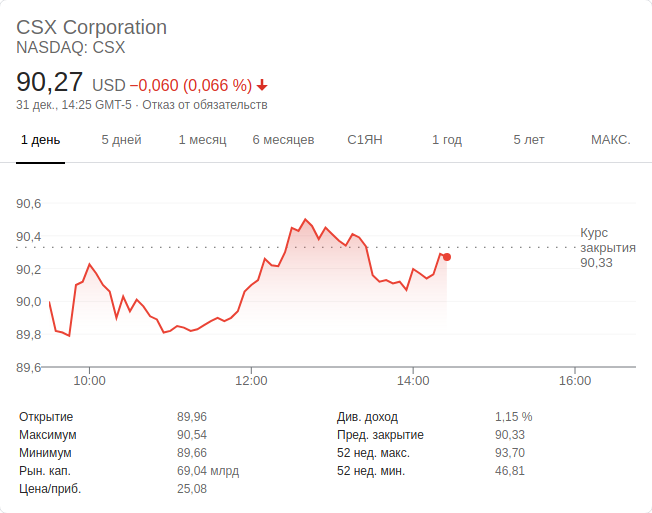 CSX Corporation
NASDAQ: CSX
90,27 USD −0,060 (0,066 %)
31 дек., 14:25 GMT-5 · Отказ от обязательств
1 день 5 дней 1 месяц 6 месяцев С1ЯН 1 год 5 лет МАКС.
90,6
90,4
90,2
90,0
89,8
89,6
Курс
закрытия
90,33
10:00 12:00 14:00 16:00
Открытие 89,96
Максимум 90,54
Минимум 89,66
Рын. кап. 69,04 млрд
Цена/приб. 25,08
Див. доход 1,15 %
Пред. закрытие 90,33
52 нед. макс. 93,70
52 нед. мин. 46,81